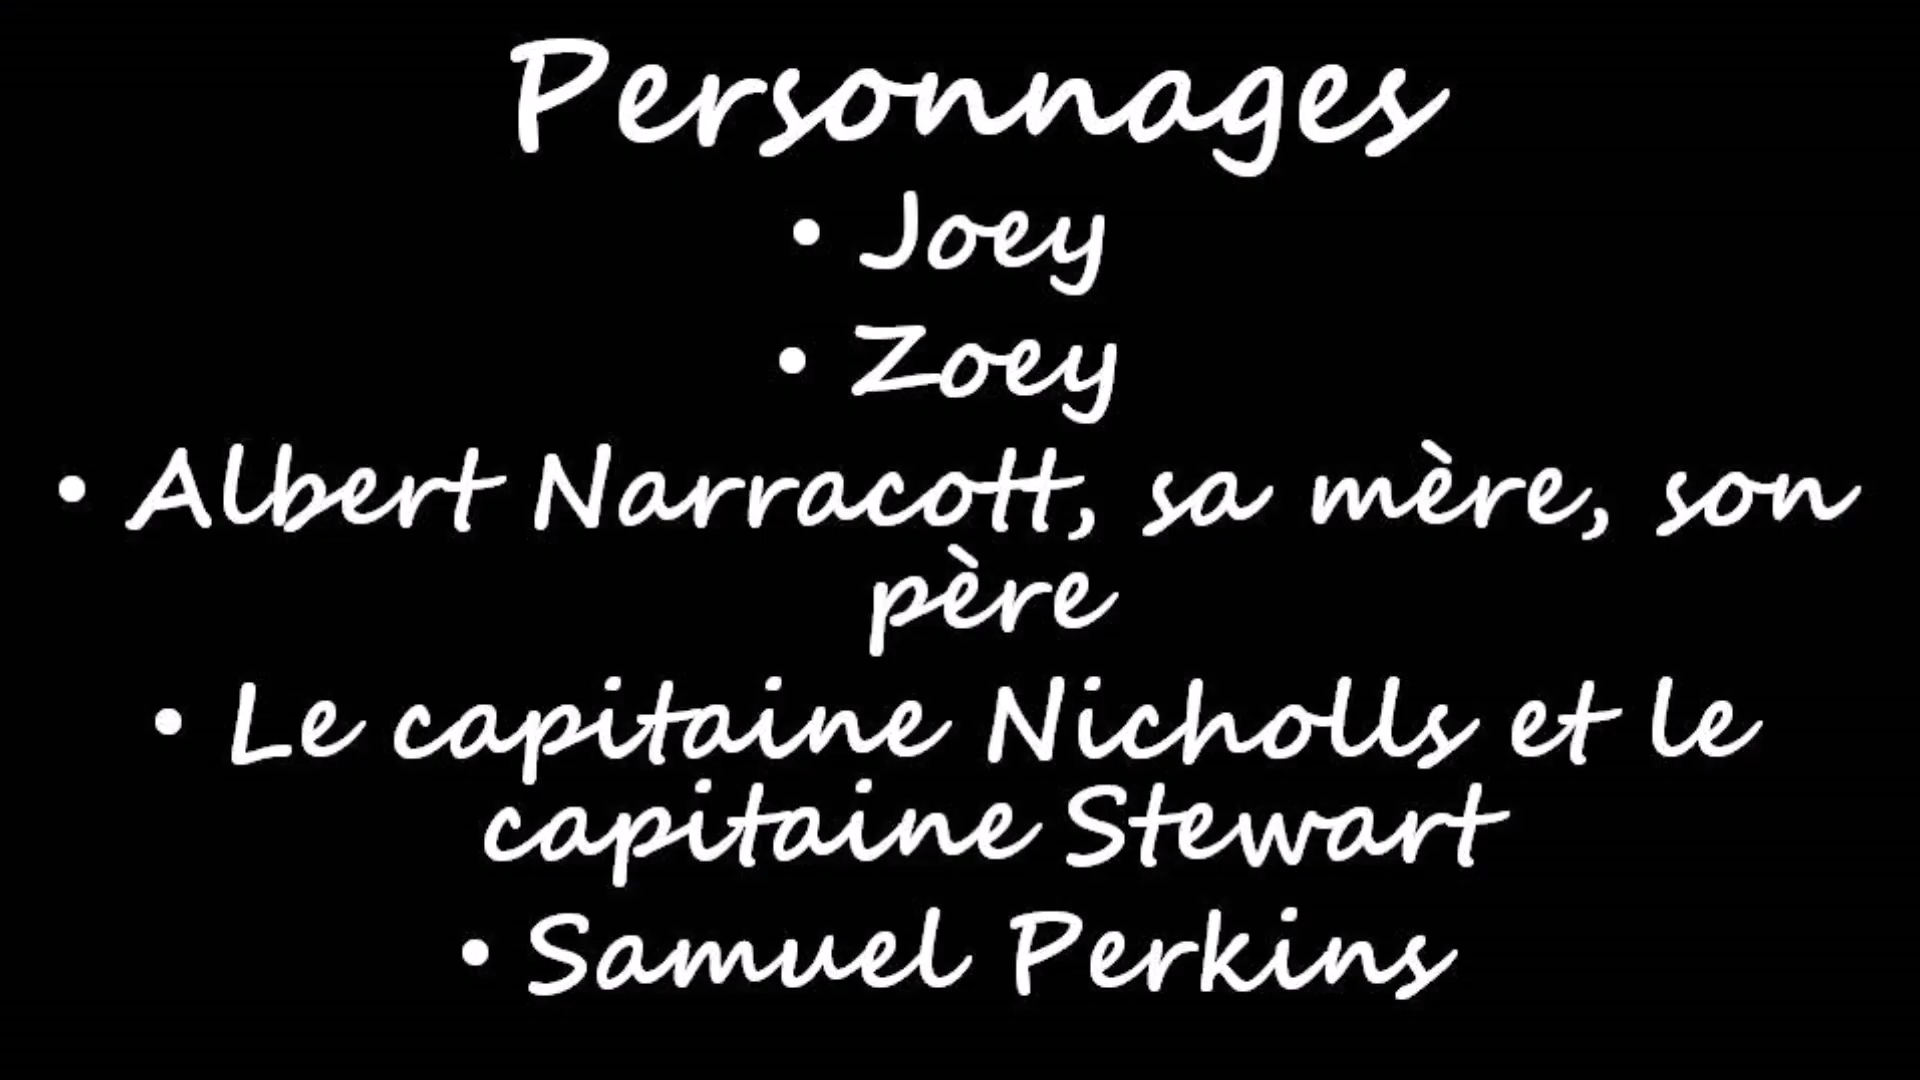 Personnages
• Joey
• Zoey
• Albert Narracott, sa mère, son
père
• Le capitaine Nicholls et le
capitaine Stewart
• Samuel Perkins